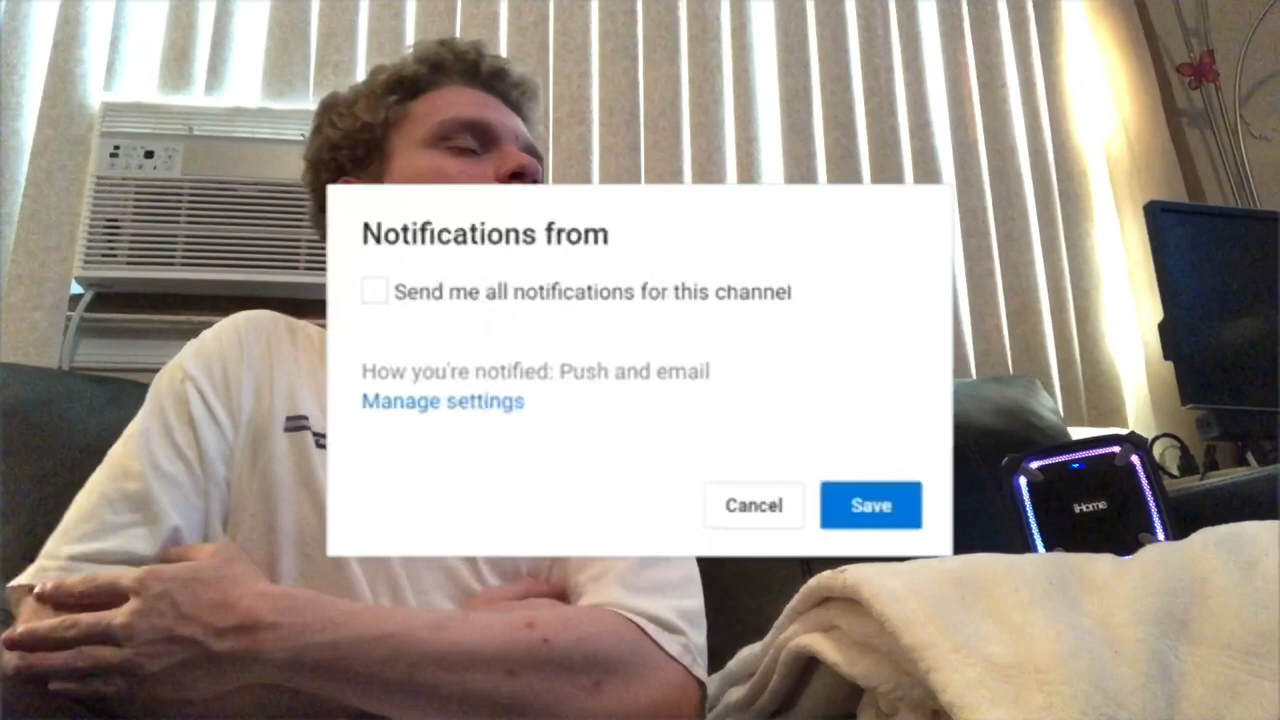 Notifications from
Send me all notifications for this channel
How you're notified: Push and email
Manage settings
Cancel
Save
iHome